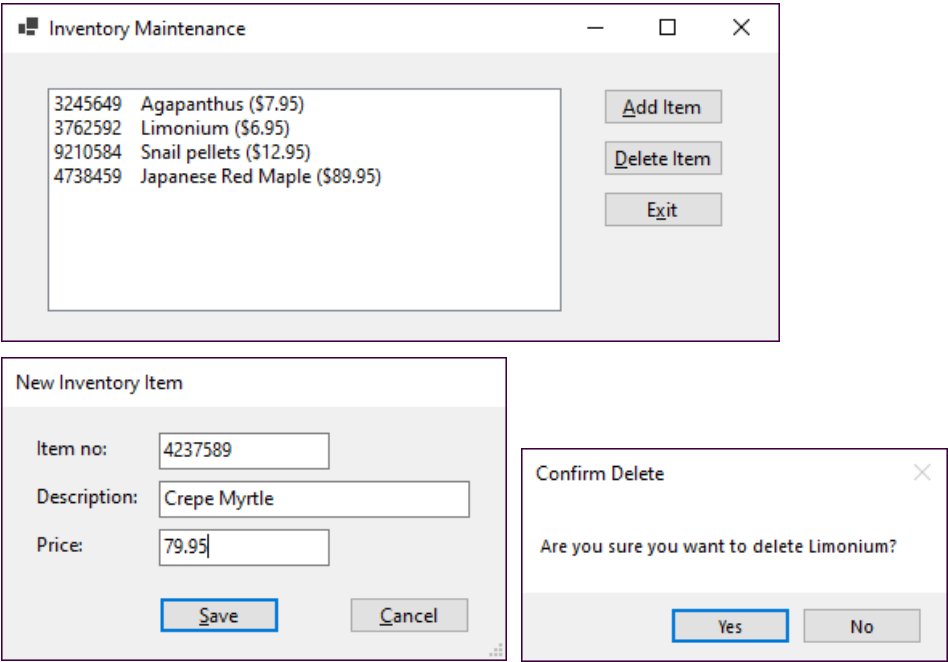 Inventory Maintenance
3245649 Agapanthus ($7.95)
3762592 Limonium ($6.95)
9210584 Snail pellets ($12.95)
4738459 Japanese Red Maple ($89.95)
Add Item
Delete Item
Exit
New Inventory Item
Item no: 4237589
Description: Crepe Myrtle
Price: 79.95
Save Cancel
Confirm Delete
Are you sure you want to delete Limonium?
Yes No